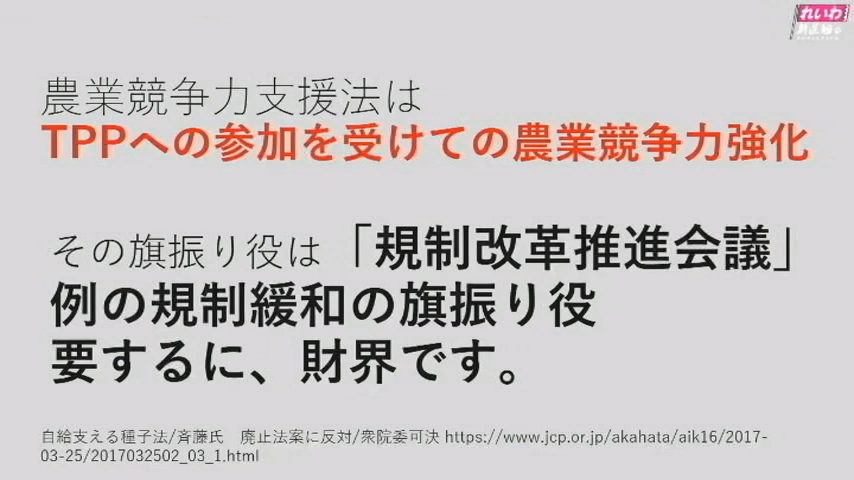 れいわ
新選組
農業競争力支援法は
TPPへの参加を受けての農業競争力強化
その旗振り役は「規制改革推進会議」
例の規制緩和の旗振り役
要するに、財界です。
自給支える種子法/斉藤氏　廃止法案に反対/衆院委可決 https://www.jcp.or.jp/akahata/aik16/2017-
03-25/2017032502_03_1.html